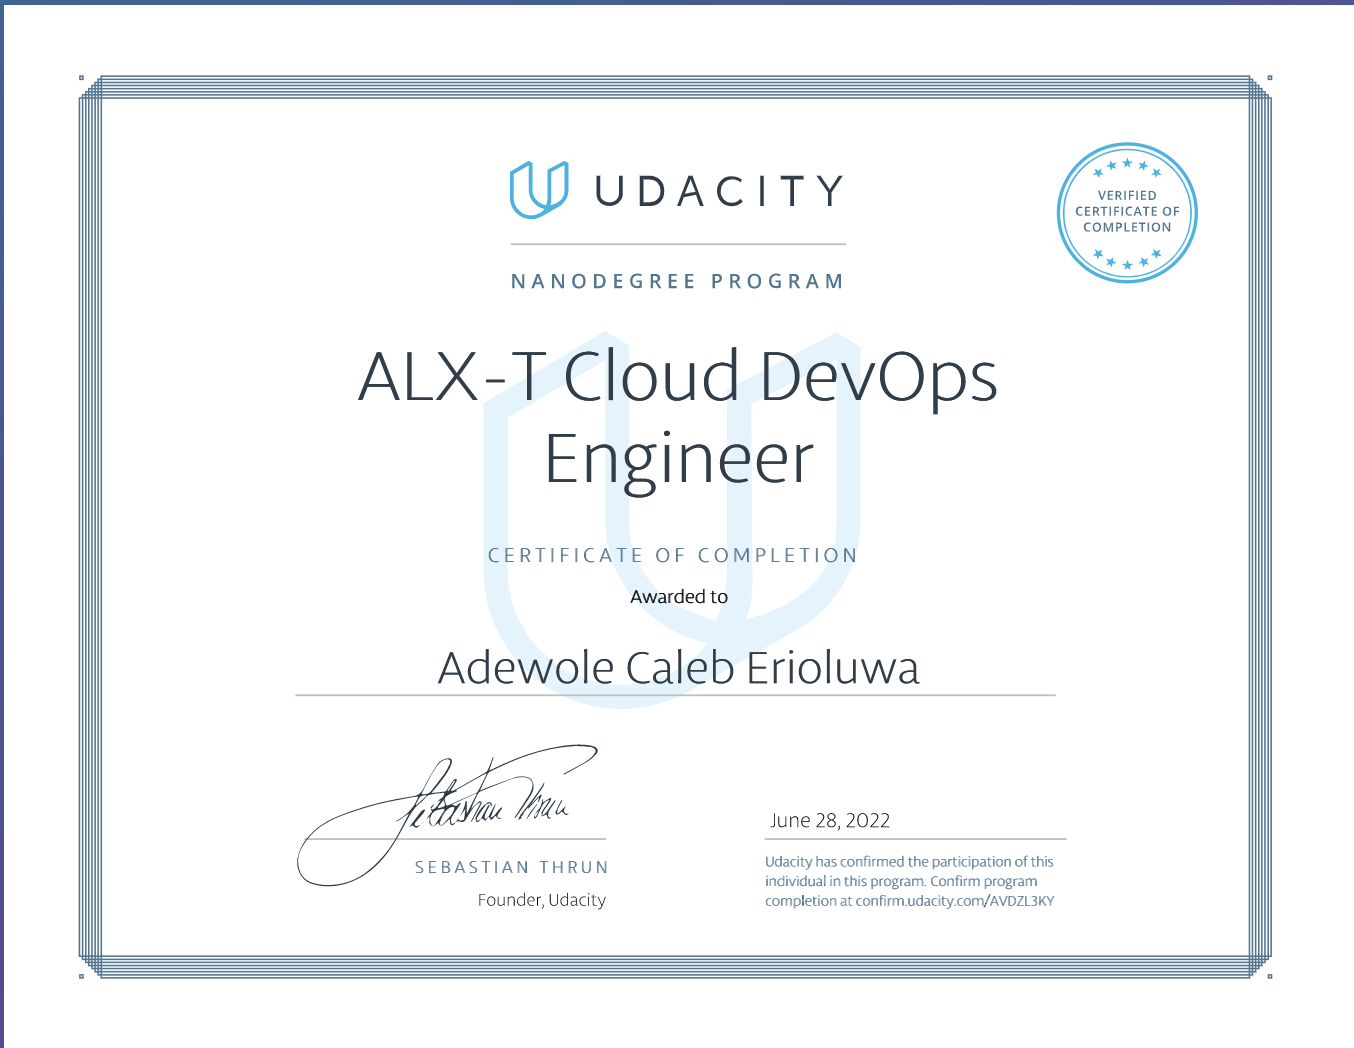 UDACITY
VERIFIED
CERTIFICATE OF
COMPLETION
NANODEGREE PROGRAM
ALX-T Cloud DevOps
Engineer
CERTIFICATE OF COMPLETION
Awarded to
Adewole Caleb Erioluwa
Sebastian Thrun
June 28, 2022
SEBASTIAN THRUN
Founder, Udacity
Udacity has confirmed the participation of this
individual in this program. Confirm program
completion at confirm.udacity.com/AVDZL3KY